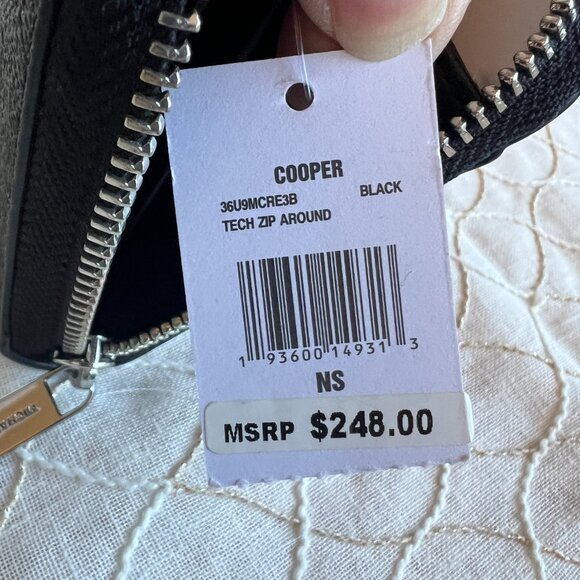 COOPER
36U9MCRE3B BLACK
TECH ZIP AROUND
1 93600 14931 3
NS
MSRP $248.00